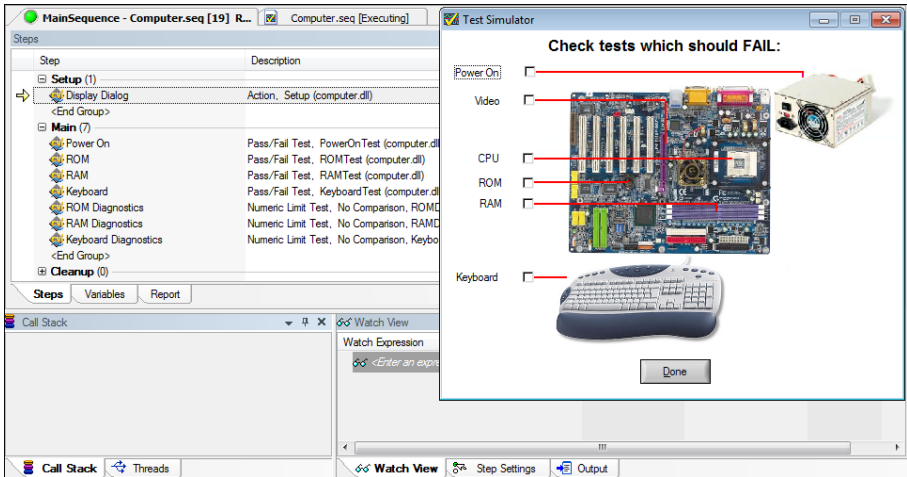 MainSequence - Computer.seq [19] R...
Computer.seq [Executing]
Steps
Step Description
Setup (1)
Display Dialog Action, Setup (computer.dll)
<End Group>
Main (7)
Power On Pass/Fail Test, PowerOnTest (computer.dl
ROM Pass/Fail Test, ROMTest (computer.dll)
RAM Pass/Fail Test, RAMTest (computer.dll)
Keyboard Pass/Fail Test, KeyboardTest (computer.dl
ROM Diagnostics Numeric Limit Test, No Comparison, ROMD
RAM Diagnostics Numeric Limit Test, No Comparison, RAMD
Keyboard Diagnostics Numeric Limit Test, No Comparison, Keybo
<End Group>
Cleanup (0)
Steps Variables Report
Call Stack
Call Stack Threads
Watch View
Watch Expression
<Enter an expre
Watch View Step Settings Output
Test Simulator
Check tests which should FAIL:
Power On
Video
CPU
ROM
RAM
Keyboard
Done